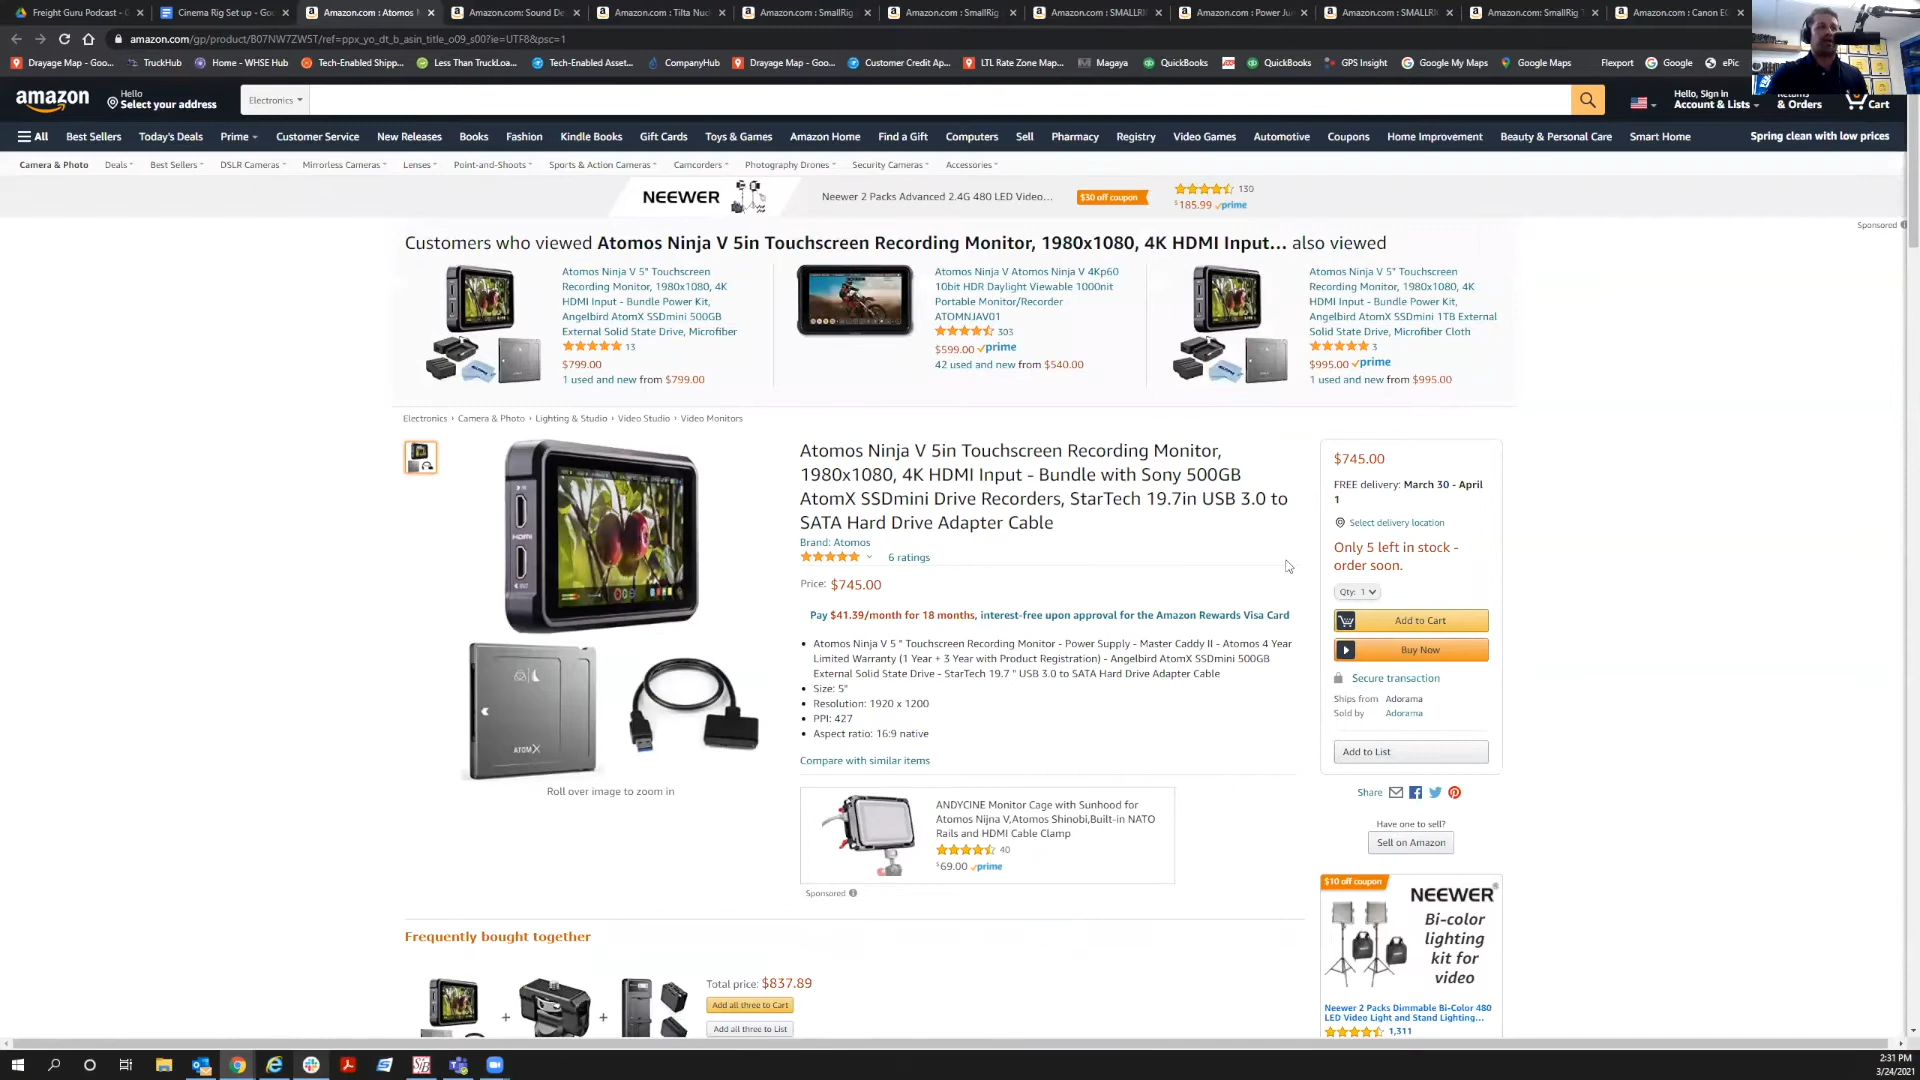 Freight Guru Podcast - G
Cinema Rig Set up - Goo
Amazon.com : Atomos N
Freesound: Sound De
Amazon.com : Tilta Nuc
Amazon.com : SmallRig
Amazon.com : SmallRig
Amazon.com : SMALLRI
Amazon.com : Power Ju
Amazon.com : SMALLR
Amazon.com: SmallRig T
Amazon.com : Canon EO
amazon.com/gp/product/B07NW7ZW5T/ref=ppx_yo_dt_b_asin_title_o09_s00?ie=UTF8&psc=1
Drayage Map - Goo...
TruckHub
Home - WHSE Hub
Tech-Enabled Shipp...
Less Than TruckLoa...
Tech-Enabled Asset...
CompanyHub
Drayage Map - Goo...
Customer Credit Ap...
LTL Rate Zone Map...
Magaya
QuickBooks
QuickBooks
GPS Insight
Google My Maps
Google Maps
Flexport
Google
ePic
amazon
Hello
Select your address
Electronics
Hello, Sign in
Account & Lists
& Orders
Cart
All Best Sellers Today's Deals Prime Customer Service New Releases Books Fashion Kindle Books Gift Cards Toys & Games Amazon Home Find a Gift Computers Sell Pharmacy Registry Video Games Automotive Coupons Home Improvement Beauty & Personal Care Smart Home Spring clean with low prices
Camera & Photo Deals Best Sellers DSLR Cameras Mirrorless Cameras Lenses Point-and-Shoots Sports & Action Cameras Camcorders Photography Drones Security Cameras Accessories
NEEWER
Neewer 2 Packs Advanced 2.4G 480 LED Video...
$30 off coupon
130
$185.99 prime
Sponsored
Customers who viewed Atomos Ninja V 5in Touchscreen Recording Monitor, 1980x1080, 4K HDMI Input... also viewed
Atomos Ninja V 5" Touchscreen
Recording Monitor, 1980x1080, 4K
HDMI Input - Bundle Power Kit,
Angelbird AtomX SSDmini 500GB
External Solid State Drive, Microfiber
13
$799.00
1 used and new from $799.00
Atomos Ninja V Atomos Ninja V 4Kp60
10bit HDR Daylight Viewable 1000nit
Portable Monitor/Recorder
ATOMNJAV01
303
$599.00 prime
42 used and new from $540.00
Atomos Ninja V 5" Touchscreen
Recording Monitor, 1980x1080, 4K
HDMI Input - Bundle Power Kit,
Angelbird AtomX SSDmini 1TB External
Solid State Drive, Microfiber Cloth
3
$995.00 prime
1 used and new from $995.00
Electronics › Camera & Photo › Lighting & Studio › Video Studio › Video Monitors
HDMI
ATOMX
Roll over image to zoom in
Atomos Ninja V 5in Touchscreen Recording Monitor,
1980x1080, 4K HDMI Input - Bundle with Sony 500GB
AtomX SSDmini Drive Recorders, StarTech 19.7in USB 3.0 to
SATA Hard Drive Adapter Cable
Brand: Atomos
6 ratings
Price: $745.00
Pay $41.39/month for 18 months, interest-free upon approval for the Amazon Rewards Visa Card
• Atomos Ninja V 5 " Touchscreen Recording Monitor - Power Supply - Master Caddy II - Atomos 4 Year
Limited Warranty (1 Year + 3 Year with Product Registration) - Angelbird AtomX SSDmini 500GB
External Solid State Drive - StarTech 19.7 " USB 3.0 to SATA Hard Drive Adapter Cable
• Size: 5"
• Resolution: 1920 x 1200
• PPI: 427
• Aspect ratio: 16:9 native
Compare with similar items
ANDYCINE Monitor Cage with Sunhood for
Atomos Nijna V,Atomos Shinobi,Built-in NATO
Rails and HDMI Cable Clamp
40
$69.00 prime
Sponsored
$745.00
FREE delivery: March 30 - April
1
Select delivery location
Only 5 left in stock -
order soon.
Qty: 1
Add to Cart
Buy Now
Secure transaction
Ships from Adorama
Sold by Adorama
Add to List
Share
Have one to sell?
Sell on Amazon
$10 off coupon
NEEWER
Bi-color
lighting
kit for
video
Neewer 2 Packs Dimmable Bi-Color 480
LED Video Light and Stand Lighting...
1,311
Frequently bought together
+
+
Total price: $837.89
Add all three to Cart
Add all three to List
2:31 PM
3/24/2021